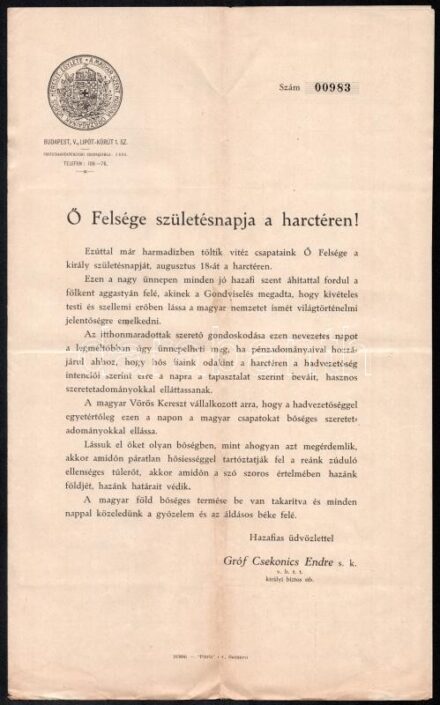 Szám 00983
BUDAPEST, V., LIPÓT-KÖRÚT 1. SZ.
TELEFÁN: 106—76.
Ő Felsége születésnapja a harctéren!
Ezúttal már harmadízben töltik vitéz csapataink Ő Felsége a
király születésnapját, augusztus 18-át a harctéren.
Ezen a nagy ünnepen minden jó hazafi szent áhitattal fordul a
fölkent aggastyán felé, akinek a Gondviselés megadta, hogy kivételes
testi és szellemi erőben lássa a magyar nemzetet ismét világtörténelmi
jelentőségre emelkedni.
Az itthonmaradottak szerető gondoskodása ezen nevezetes napot
a legméltóbban úgy ünnepelheti meg, ha pénzadományaival hozzá-
járul ahhoz, hogy hős fiaink odakint a harctéren a hadvezetőség
intenciói szerint erre a napra a tapasztalat szerint bevált, hasznos
szeretetadományokkal elláttassanak.
A magyar Vörös Kereszt vállalkozott arra, hogy a hadvezetőséggel
egyetértőleg ezen a napon a magyar csapatokat bőséges szeretet-
adományokkal ellássa.
Lássuk el őket olyan bőségben, mint ahogyan azt megérdemlik,
akkor amidőn páratlan hősiességgel tartóztatják fel a reánk zúduló
ellenséges túlerőt, akkor amidőn a szó szoros értelmében hazánk
földjét, hazánk határait védik.
A magyar föld bőséges termése be van takarítva és minden
nappal közeledünk a győzelem és az áldásos béke felé.
Hazafias üdvözlettel
Gróf Csekonics Endre s. k.
v. b. t. t.
királyi biztos oh.